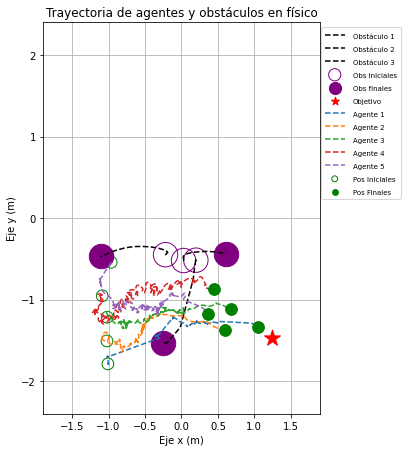 Trayectoria de agentes y obstáculos en físico
Obstáculo 1
Obstáculo 2
Obstáculo 3
Obs iniciales
Obs finales
Objetivo
Agente 1
Agente 2
Agente 3
Agente 4
Agente 5
Pos Iniciales
Pos Finales
Eje y (m)
2
1
0
−1
−2
−1.5
−1.0
−0.5
0.0
0.5
1.0
1.5
Eje x (m)